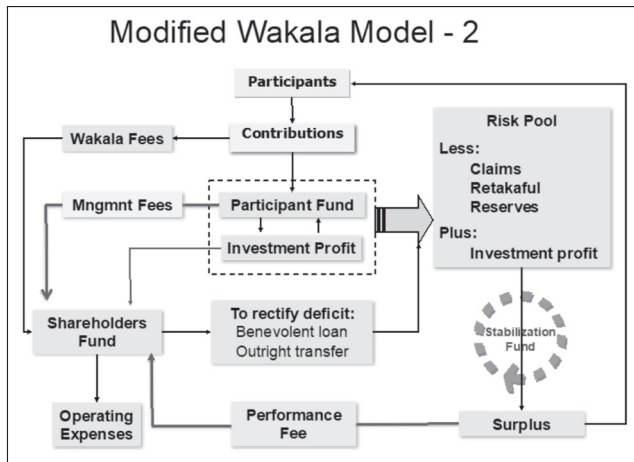 Modified Wakala Model - 2
Participants
Wakala Fees
Contributions
Mngmnt Fees
Participant Fund
Investment Profit
Risk Pool
Less:
Claims
Retakaful
Reserves
Plus:
Investment profit
Shareholders
Fund
To rectify deficit:
Benevolent loan
Outright transfer
Stabilization
Fund
Operating
Expenses
Performance
Fee
Surplus